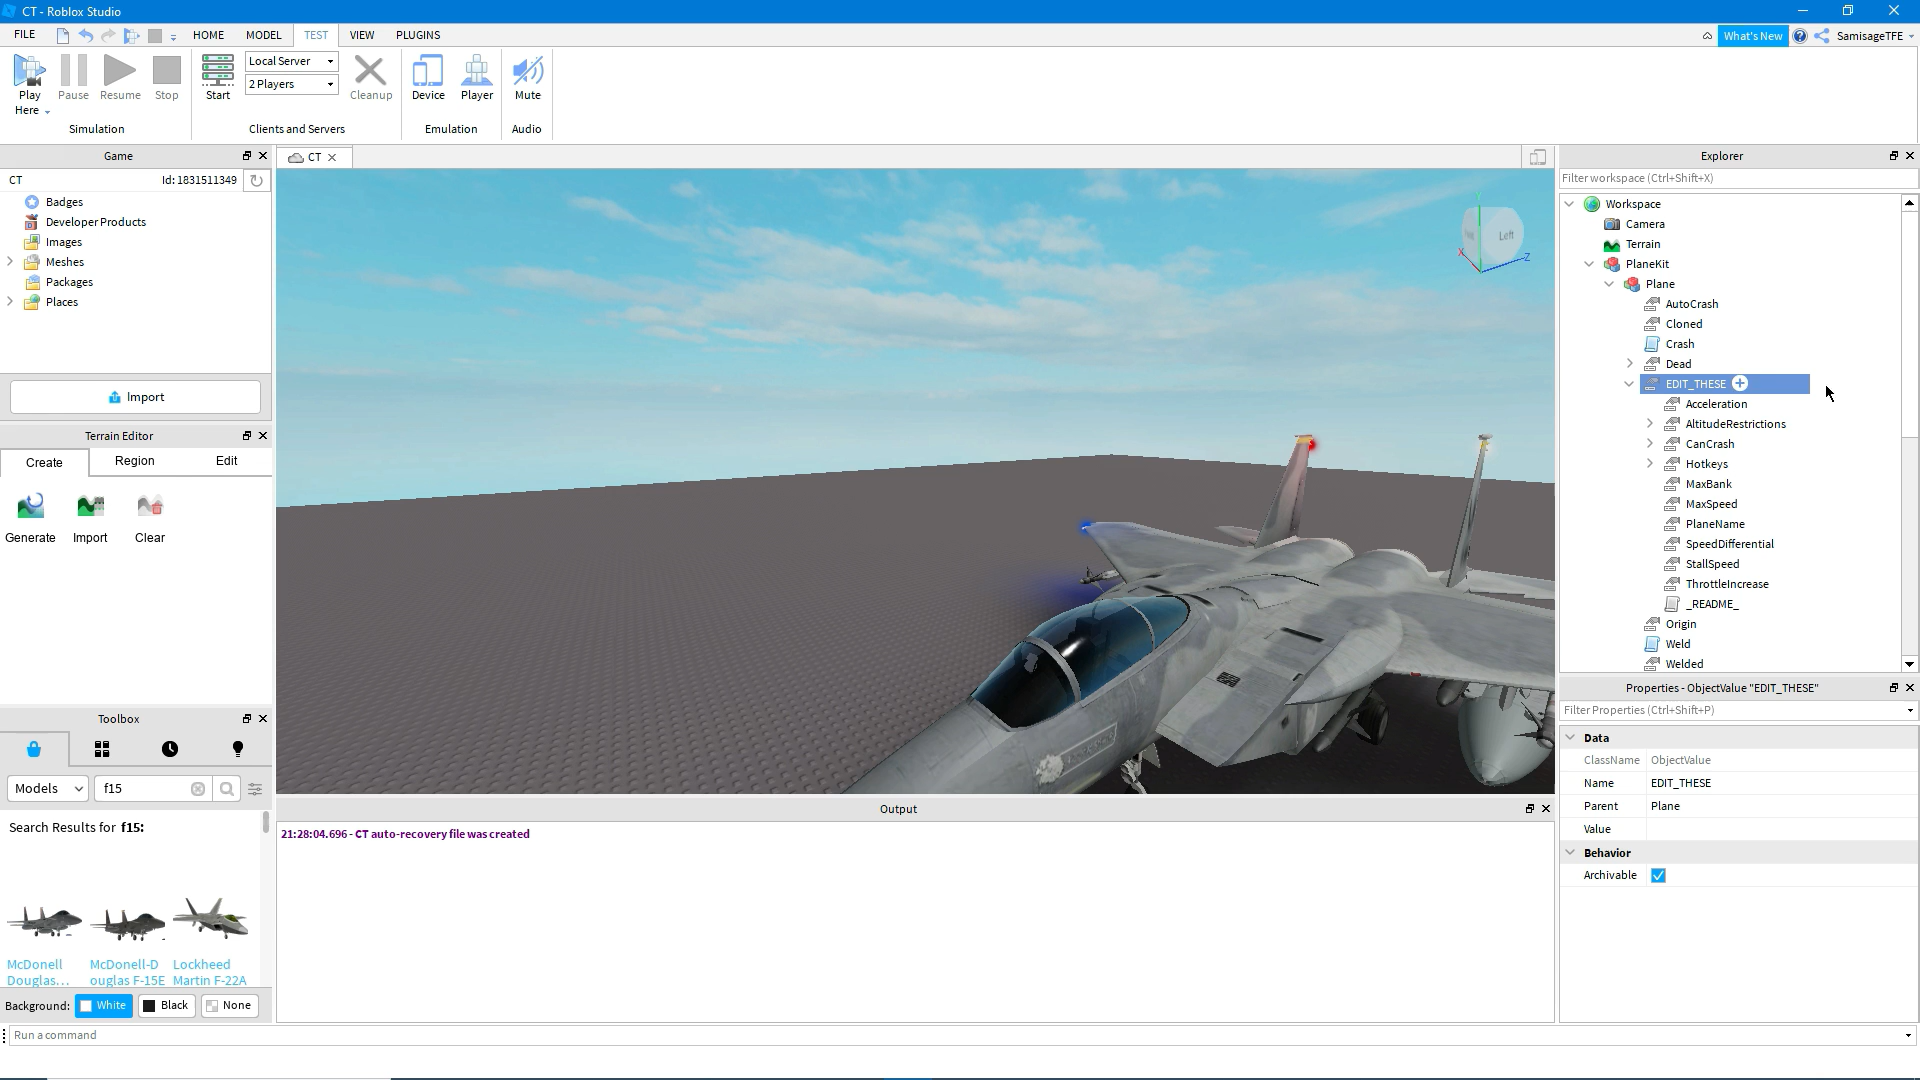 CT - Roblox Studio
FILE HOME MODEL TEST VIEW PLUGINS What's New SamisageTFE
Play Here
Pause
Resume
Stop
Simulation
Start
Local Server
2 Players
Cleanup
Clients and Servers
Device
Player
Emulation
Mute
Audio
Game
CT Id: 1831511349
Badges
Developer Products
Images
Meshes
Packages
Places
Import
Terrain Editor
Create Region Edit
Generate Import Clear
Toolbox
Models f15
Search Results for f15:
McDonell McDonell-D Lockheed
Douglas... ouglas F-15E Martin F-22A
Background: White Black None
Run a command
CT
Left
Y
X
Z
Output
21:28:04.696 - CT auto-recovery file was created
Explorer
Filter workspace (Ctrl+Shift+X)
Workspace
Camera
Terrain
PlaneKit
Plane
AutoCrash
Cloned
Crash
Dead
EDIT_THESE
Acceleration
AltitudeRestrictions
CanCrash
Hotkeys
MaxBank
MaxSpeed
PlaneName
SpeedDifferential
StallSpeed
ThrottleIncrease
_README_
Origin
Weld
Welded
Properties - ObjectValue "EDIT_THESE"
Filter Properties (Ctrl+Shift+P)
Data
ClassName ObjectValue
Name EDIT_THESE
Parent Plane
Value
Behavior
Archivable